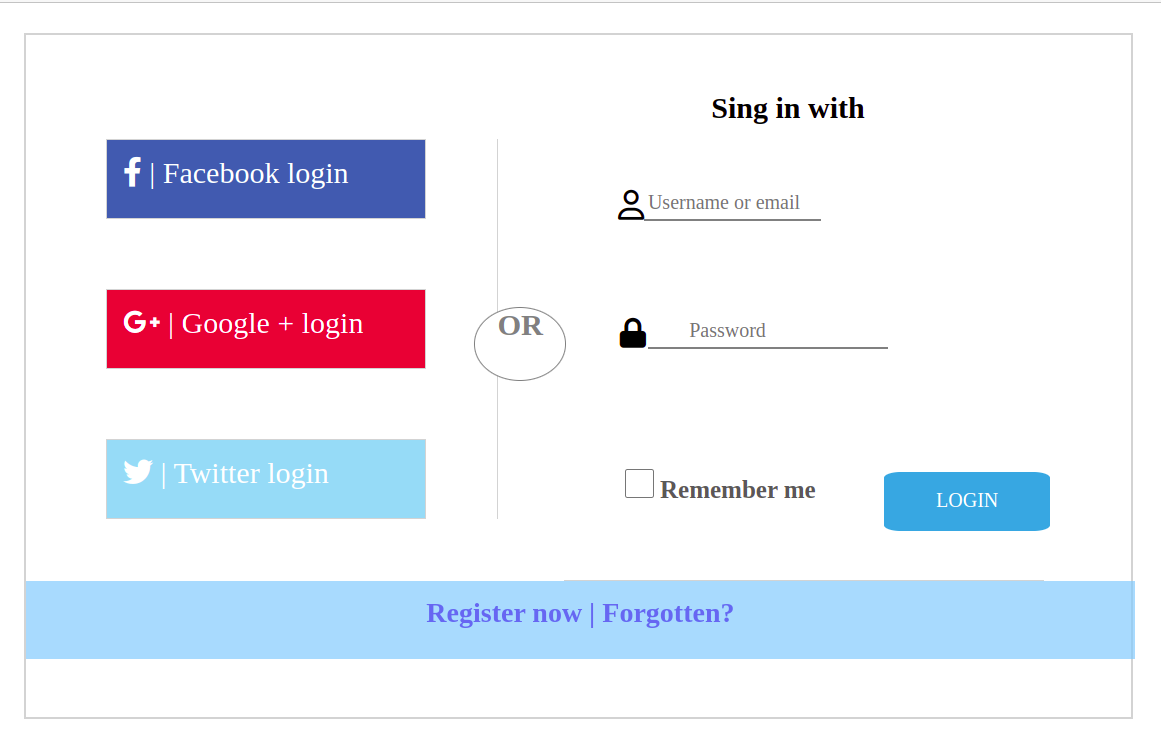 Sing in with
| Facebook login
Username or email
| Google + login
OR
Password
| Twitter login
Remember me
LOGIN
Register now | Forgotten?